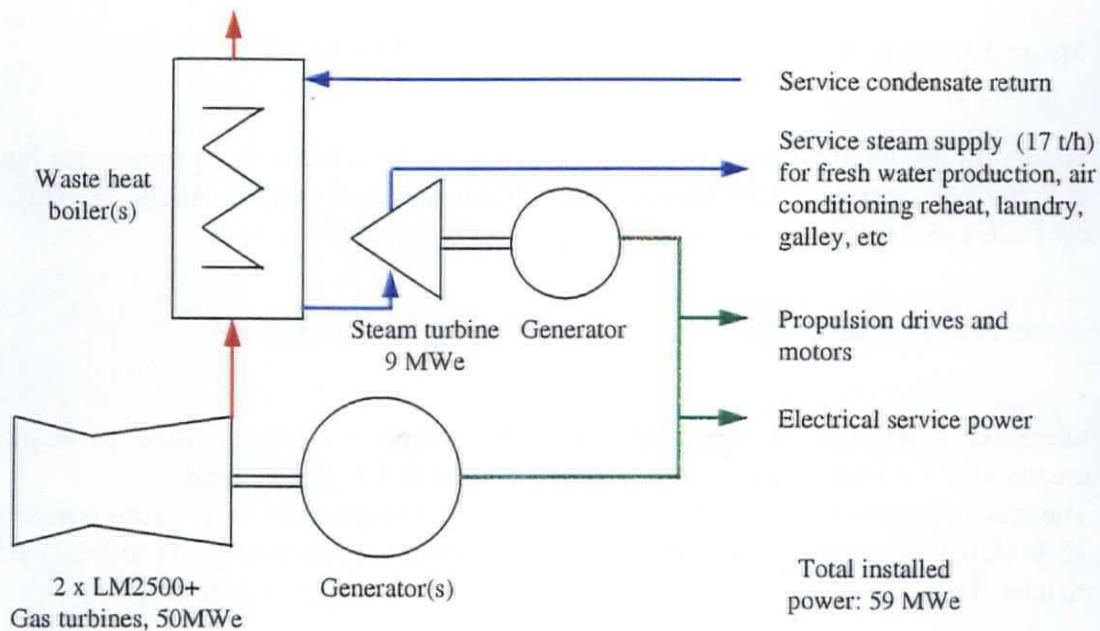 Service condensate return
Service steam supply (17 t/h)
for fresh water production, air
conditioning reheat, laundry,
galley, etc
Waste heat
boiler(s)
Steam turbine
9 MWe
Generator
Propulsion drives and
motors
Electrical service power
2 x LM2500+
Gas turbines, 50MWe
Generator(s)
Total installed
power: 59 MWe